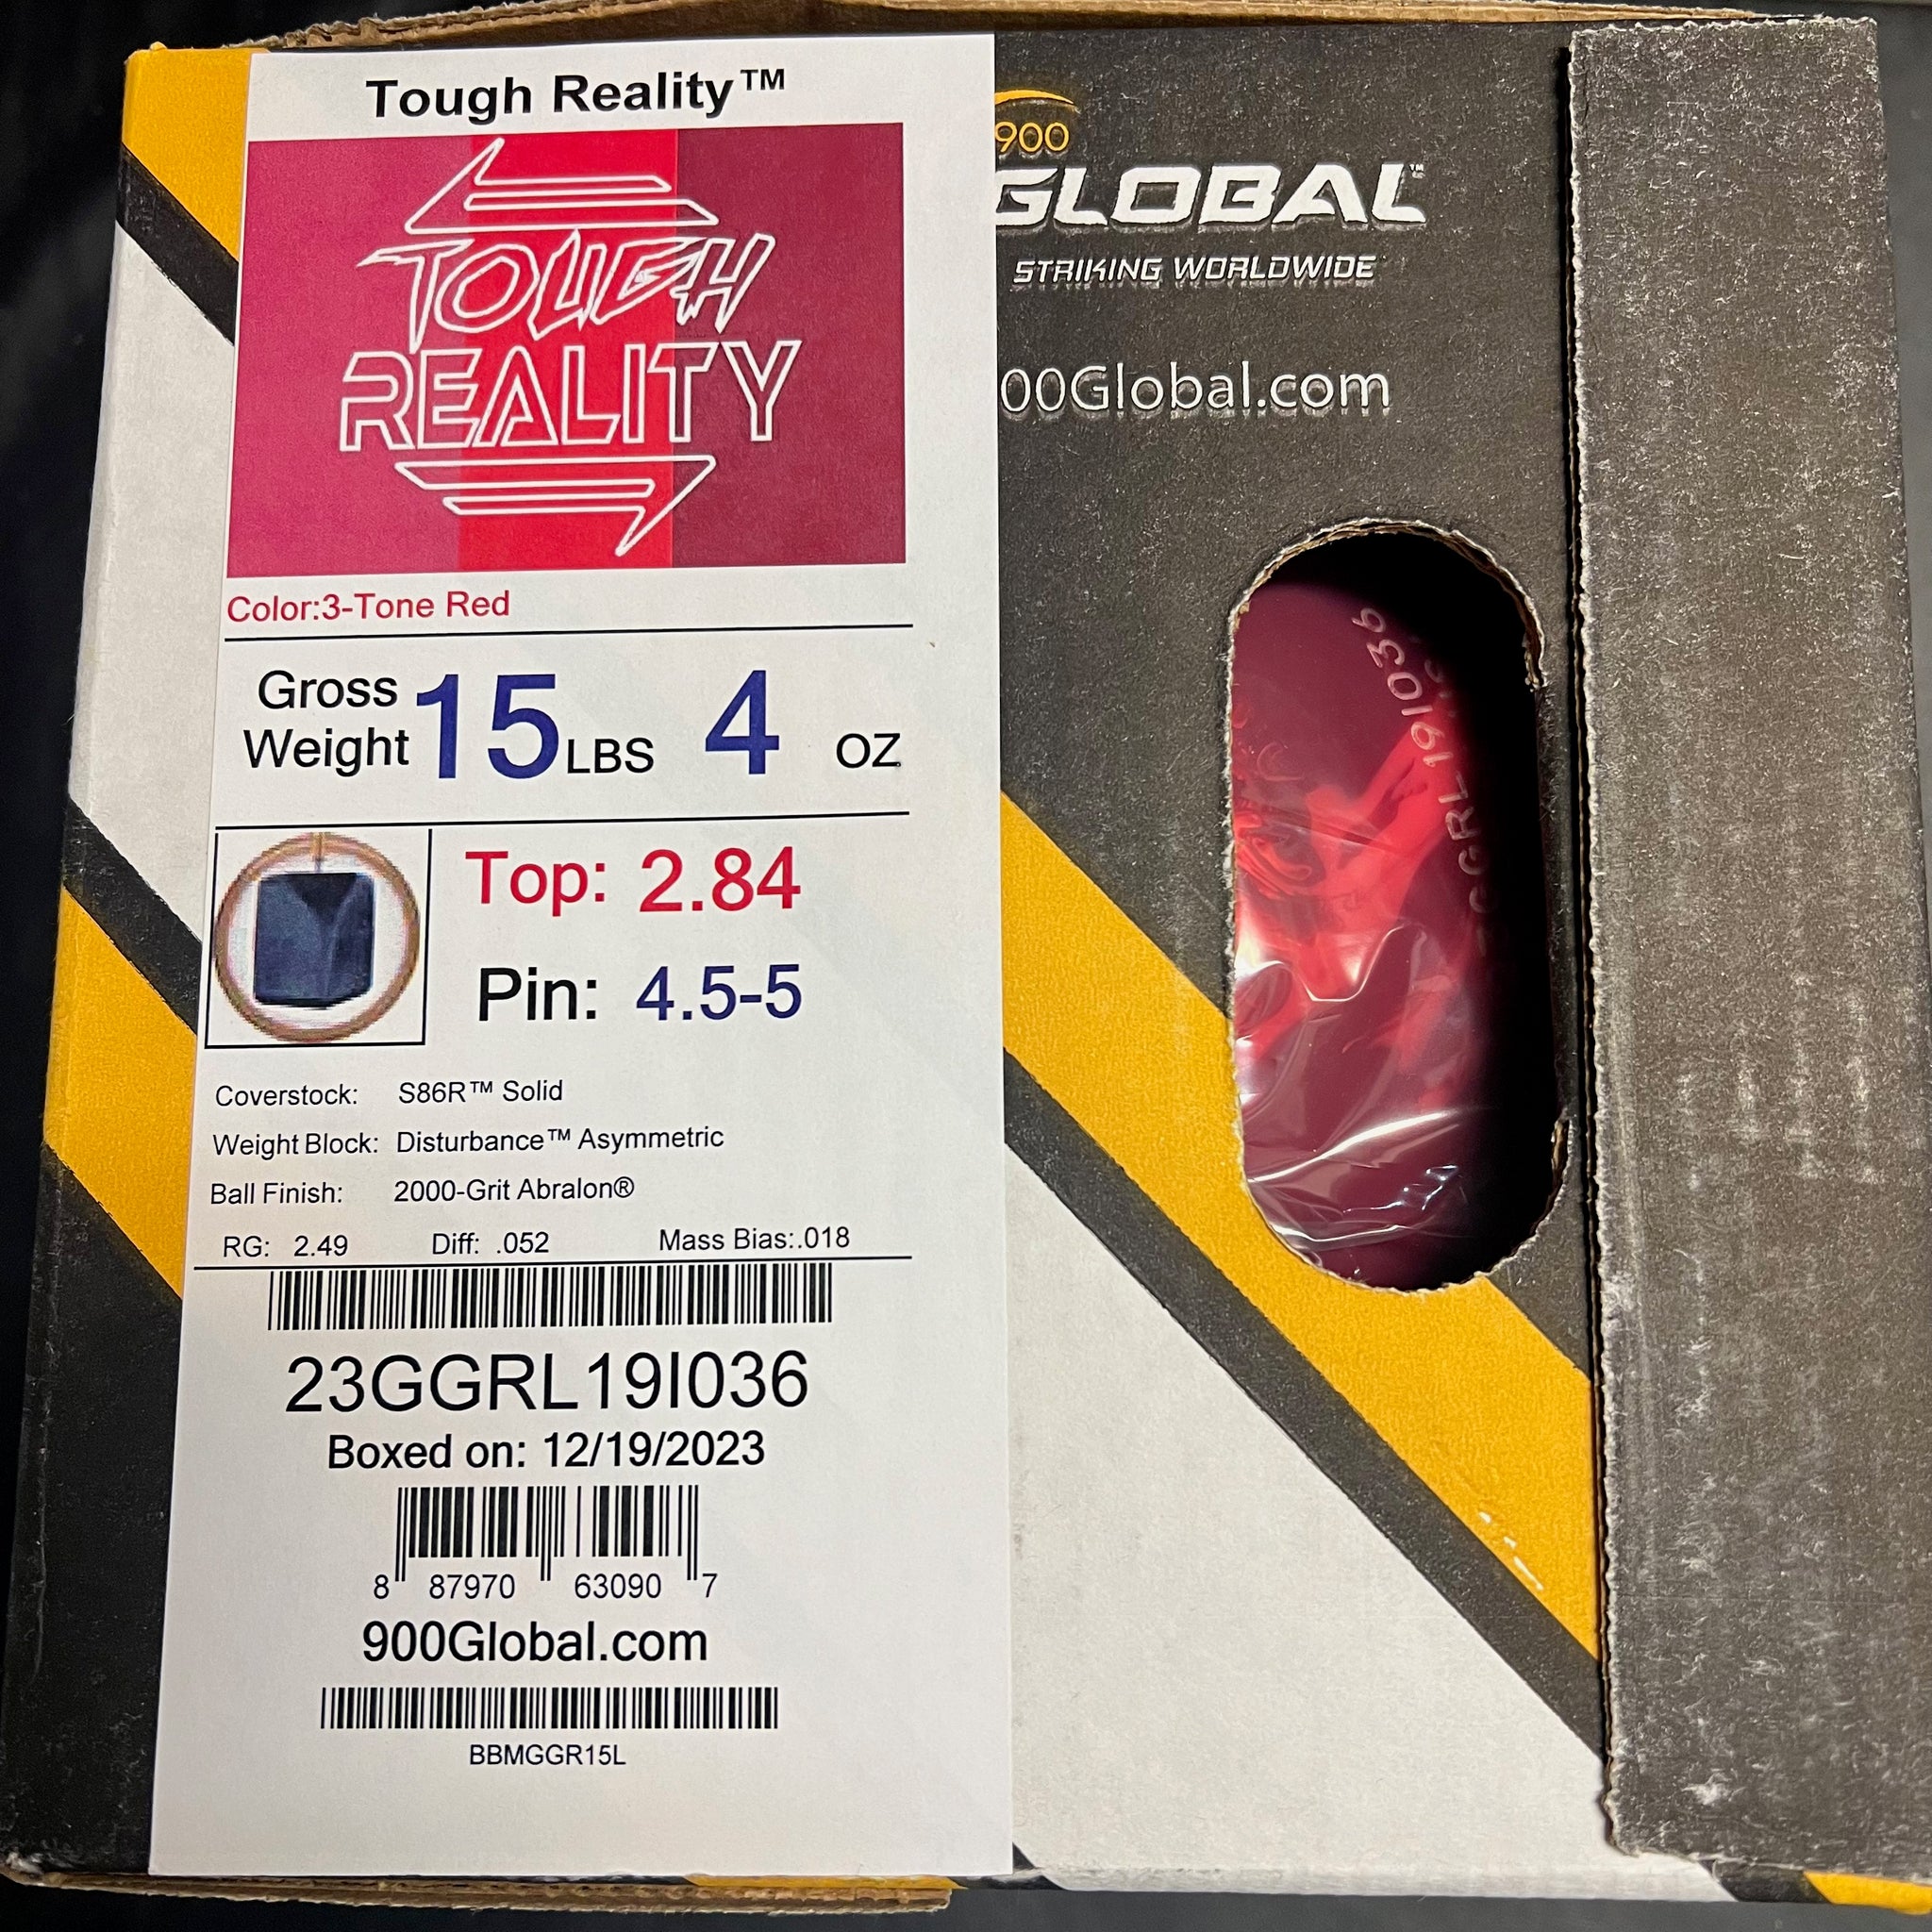 Tough Reality™
TOUGH
REALITY
Color:3-Tone Red
Gross
Weight 15 LBS 4 OZ
Top: 2.84
Pin: 4.5-5
Coverstock: S86R™ Solid
Weight Block: Disturbance™ Asymmetric
Ball Finish: 2000-Grit Abralon®
RG: 2.49 Diff: .052 Mass Bias:.018
23GGRL19I036
Boxed on: 12/19/2023
8 87970 63090 7
900Global.com
BBMGGR15L
900
GLOBAL™
STRIKING WORLDWIDE
00Global.com
GGRL19I036